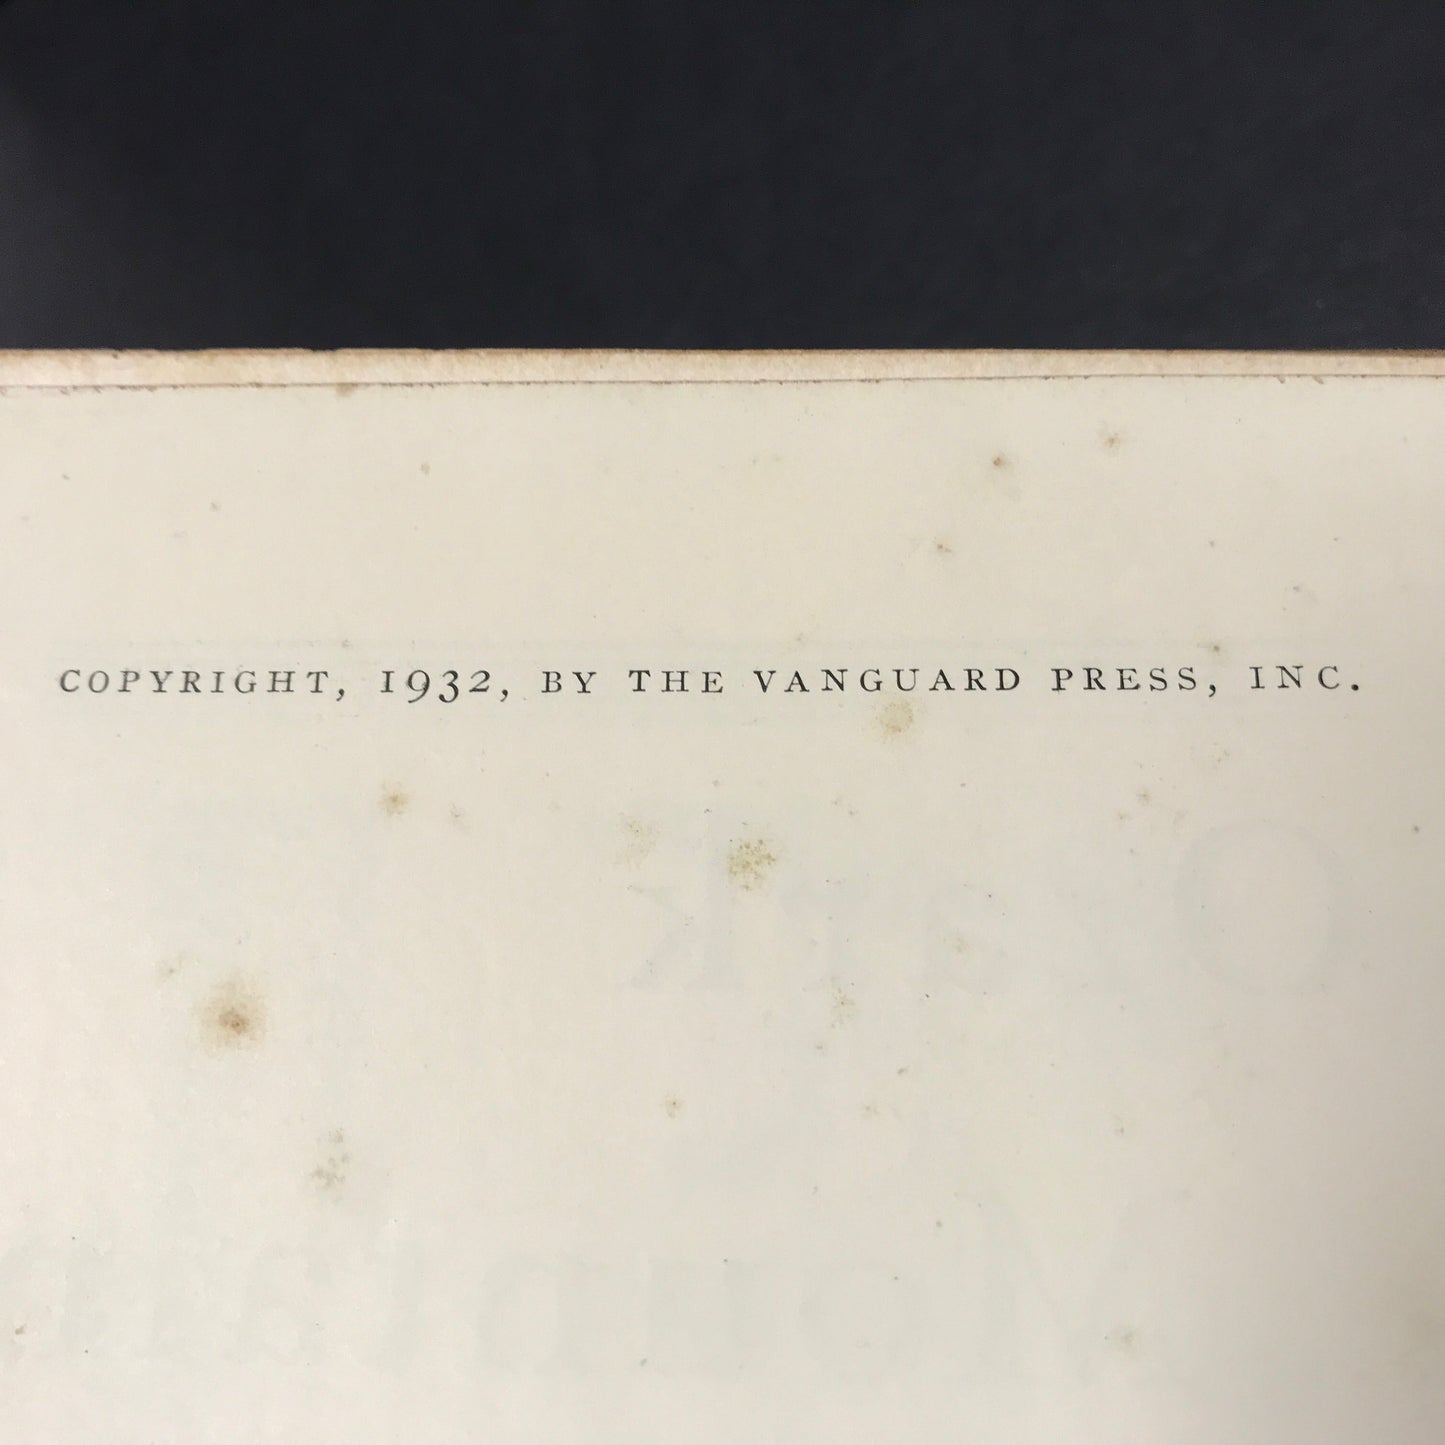 COPYRIGHT, 1932, BY THE VANGUARD PRESS, INC.